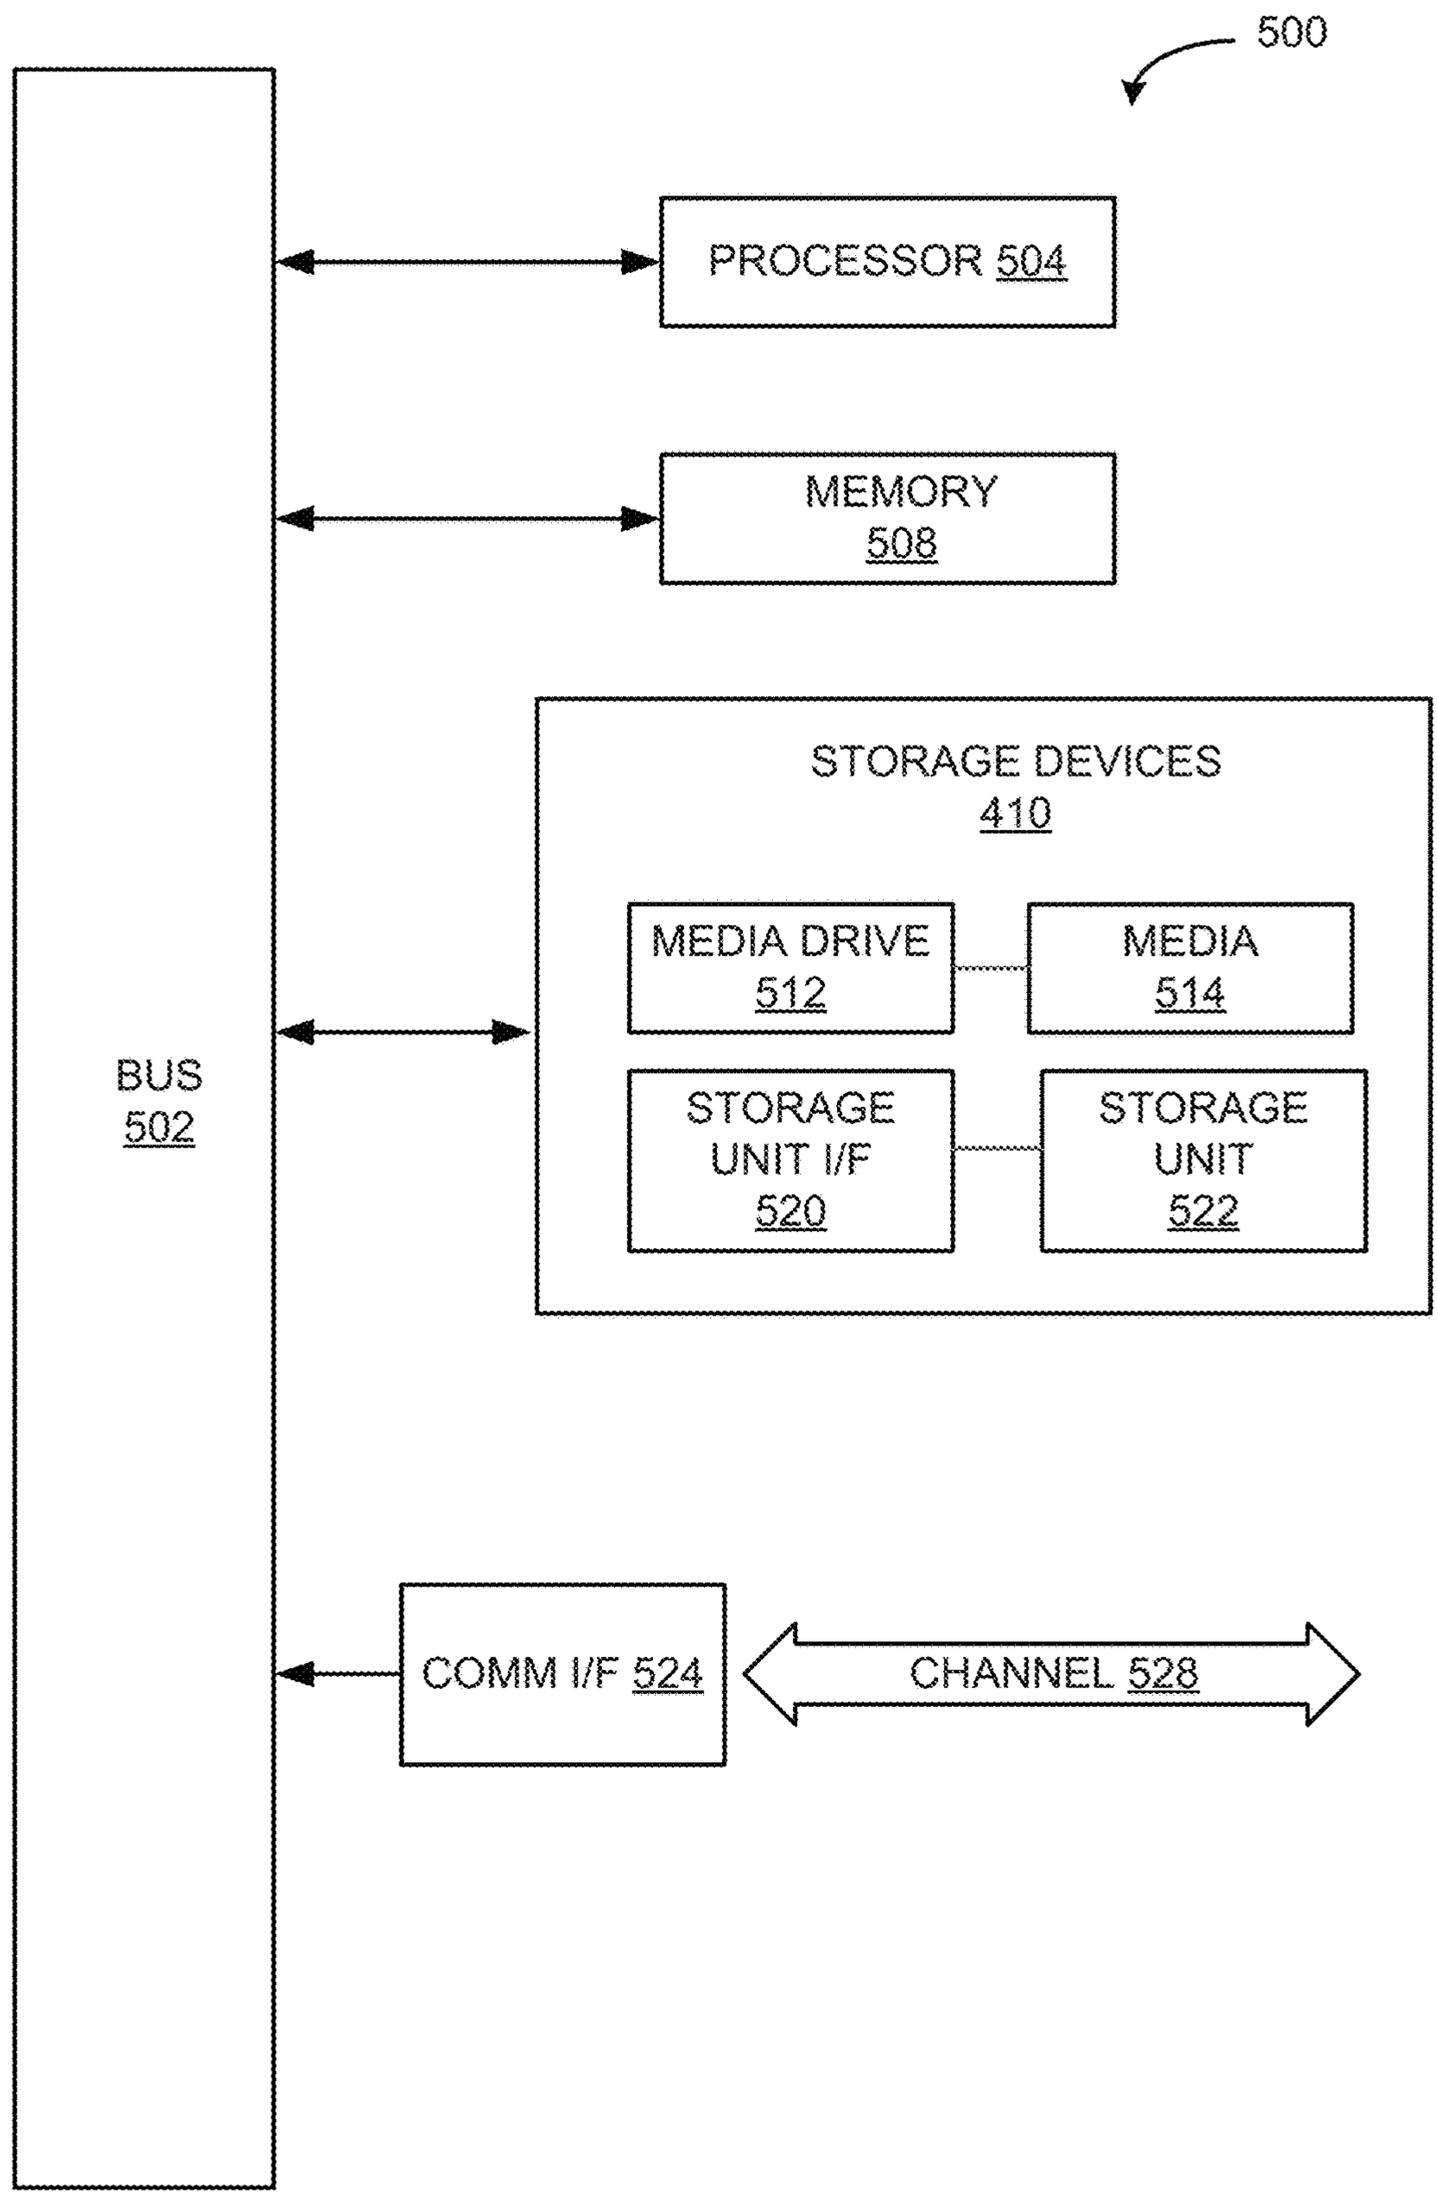 500
PROCESSOR 504
MEMORY
508
STORAGE DEVICES
410
MEDIA DRIVE
512
MEDIA
514
BUS
502
STORAGE
UNIT I/F
520
STORAGE
UNIT
522
COMM I/F 524
CHANNEL 528